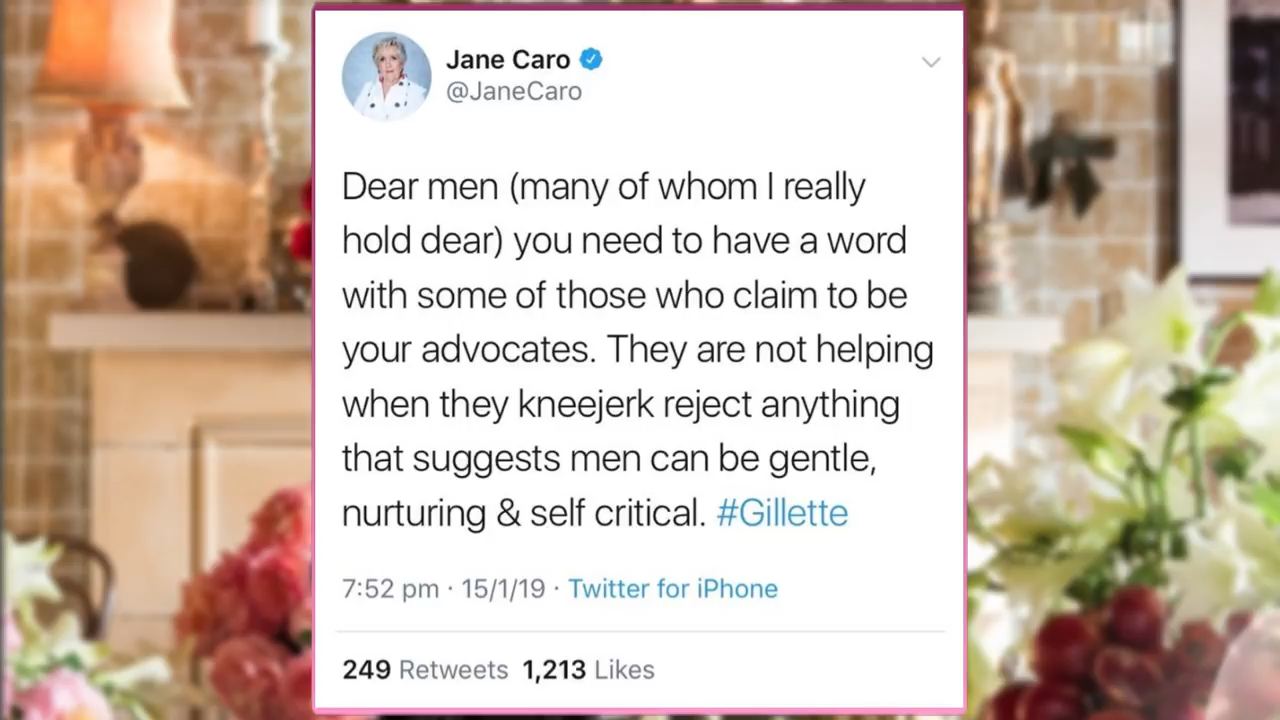 Jane Caro
@JaneCaro
Dear men (many of whom I really
hold dear) you need to have a word
with some of those who claim to be
your advocates. They are not helping
when they kneejerk reject anything
that suggests men can be gentle,
nurturing & self critical. #Gillette
7:52 pm · 15/1/19 · Twitter for iPhone
249 Retweets 1,213 Likes